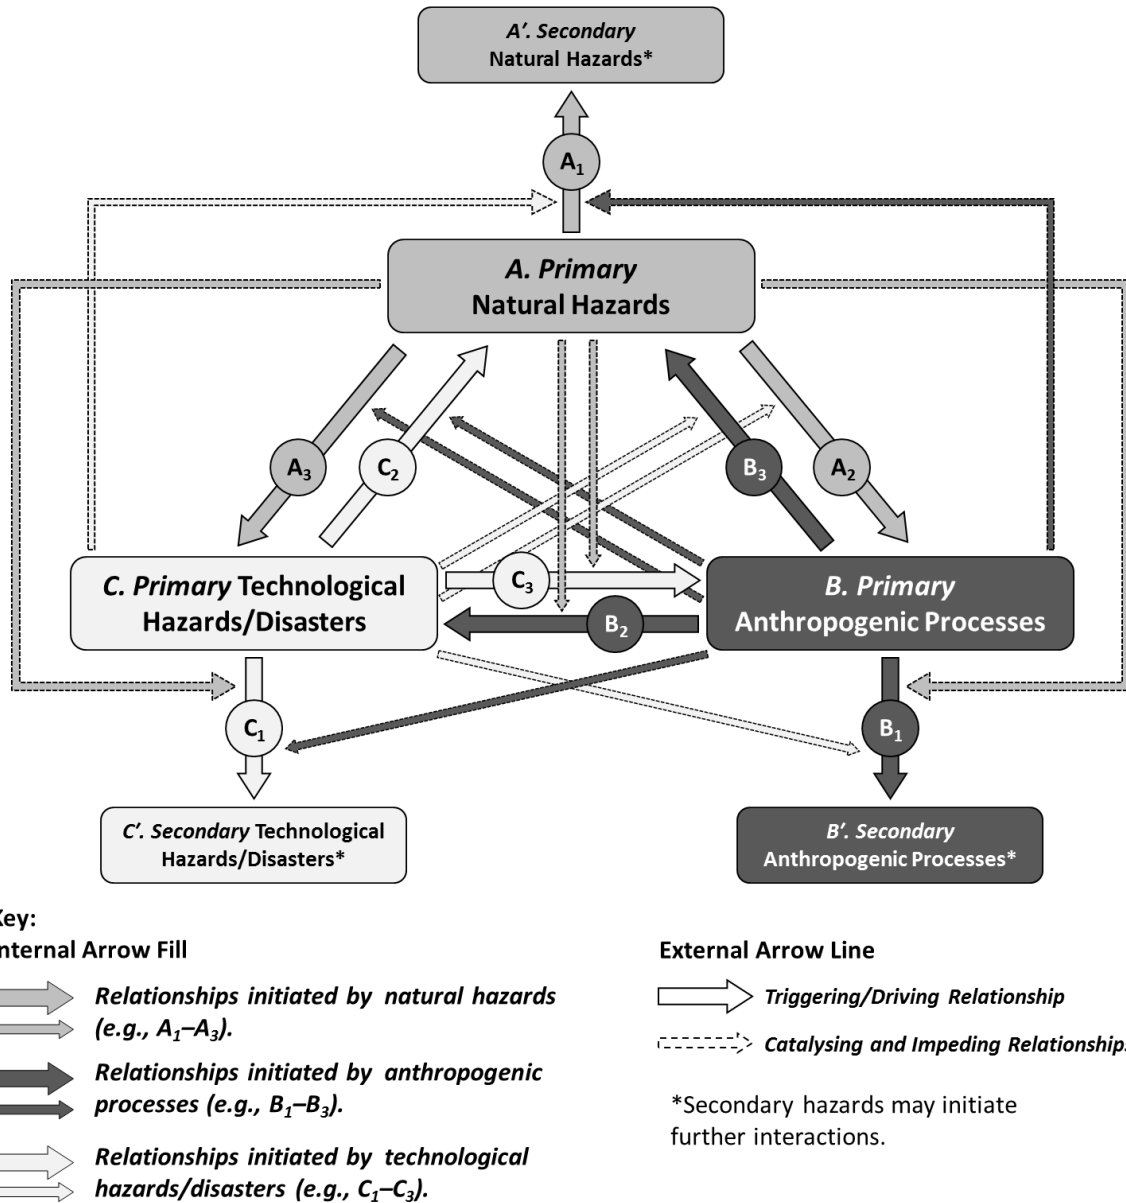 A′. Secondary
Natural Hazards*
A1
A. Primary
Natural Hazards
A3
C2
B3
A2
C. Primary Technological
Hazards/Disasters
C3
B2
B. Primary
Anthropogenic Processes
C1
B1
C′. Secondary Technological
Hazards/Disasters*
B′. Secondary
Anthropogenic Processes*
Key:
nternal Arrow Fill
Relationships initiated by natural hazards
(e.g., A1–A3).
Relationships initiated by anthropogenic
processes (e.g., B1–B3).
Relationships initiated by technological
hazards/disasters (e.g., C1–C3).
External Arrow Line
Triggering/Driving Relationship
Catalysing and Impeding Relationships
*Secondary hazards may initiate
further interactions.